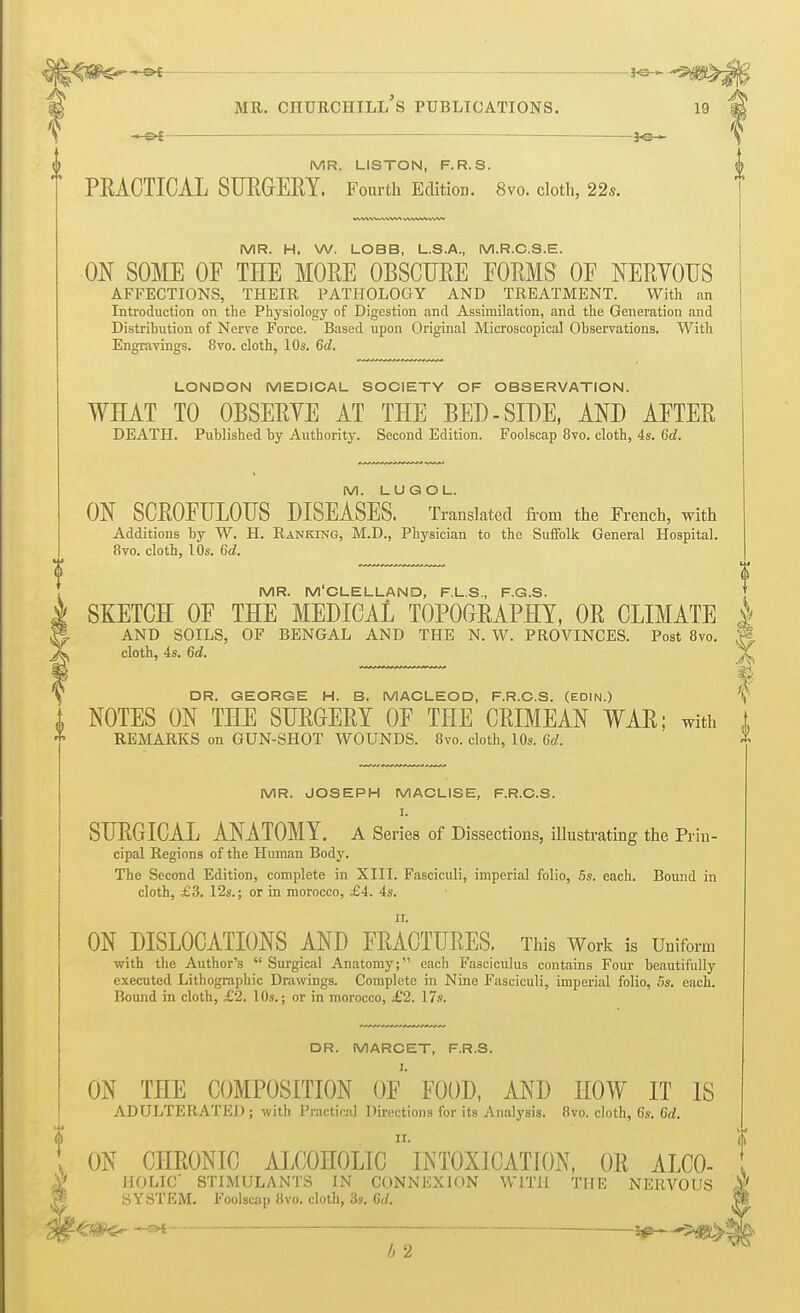 MR. CHURCHILL'S PUBLICATIONS. 19
MR. LISTON, F.R.S.
PRACTICAL SURGERY. Fourth Edition. 8vo. cloth, 22s.
MR. H. W. LOBB, L.S.A., M.R.C.S.E.
ON SOME OF THE MORE OBSCURE FORMS OF NERVOUS
AFFECTIONS, THEIR PATHOLOGY AND TREATMENT. With an
Introduction on the Physiology of Digestion and Assimilation, and the Generation and
Distribution of Nerve Force. Based upon Original Microscopical Observations. With
Engravings. 8vo. cloth, 10s. 6d.
LONDON MEDICAL SOCIETY OF OBSERVATION.
WHAT TO OBSERVE AT THE BED-SIDE, AND AFTER
DEATH. Published by Authority. Second Edition. Foolscap 8vo. cloth, 4s. 6d.
M. LUGOL.
ON SCROFULOUS DISEASES. Translated from the French, with
Additions by W. H. RANKING, M.D., Physician to the Suffolk General Hospital.
8vo. cloth, 10s. 6d.
MR. M'CLELLAND, F.L.S., F.G.S.
SKETCH OF THE MEDICAL TOPOGRAPHY, OR CLIMATE
AND SOILS, OF BENGAL AND THE N. W. PROVINCES. Post 8vo.
cloth, 4s. 6d.
DR. GEORGE H. B. MACLEOD, F.R.C.S. (EDIN.)
NOTES ON THE SURGERY OF THE CRIMEAN WAR; with
REMARKS on GUN-SHOT WOUNDS. 8vo. cloth, 10s. 6d.
MR. JOSEPH MACLISE, F.R.C.S.
I.
SURGICAL ANATOMY. A Series of Dissections, illustrating the Prin-
cipal Regions of the Human Body.
The Second Edition, complete in XIII. Fasciculi, imperial folio, 5s. each. Bound in
cloth, £3. 12s.; or in morocco, £4. 4s.
II.
ON DISLOCATIONS AND FRACTURES. This Work is Uniform
with the Author's "Surgical Anatomy;" each Fasciculus contains Four beautifully
executed Lithographic Drawings. Complete in Nine Fasciculi, imperial folio, 5s. each.
Bound in cloth, £2. 10s.; or in morocco, £2. 17s.
DR. MARCET, F.R.S.
I.
ON THE COMPOSITION OF FOOD, AND HOW IT IS
ADULTERATED; with Practical Directions for its Analysis. 8vo. cloth, 6s. 6d.
II.
ON CHRONIC ALCOHOLIC INTOXICATION, OR ALCO-
HOLIC STIMULANTS IN CONNEXION WITH THE NERVOUS
SYSTEM. Foolscap 8vo. cloth, 3s. 6d.
b 2